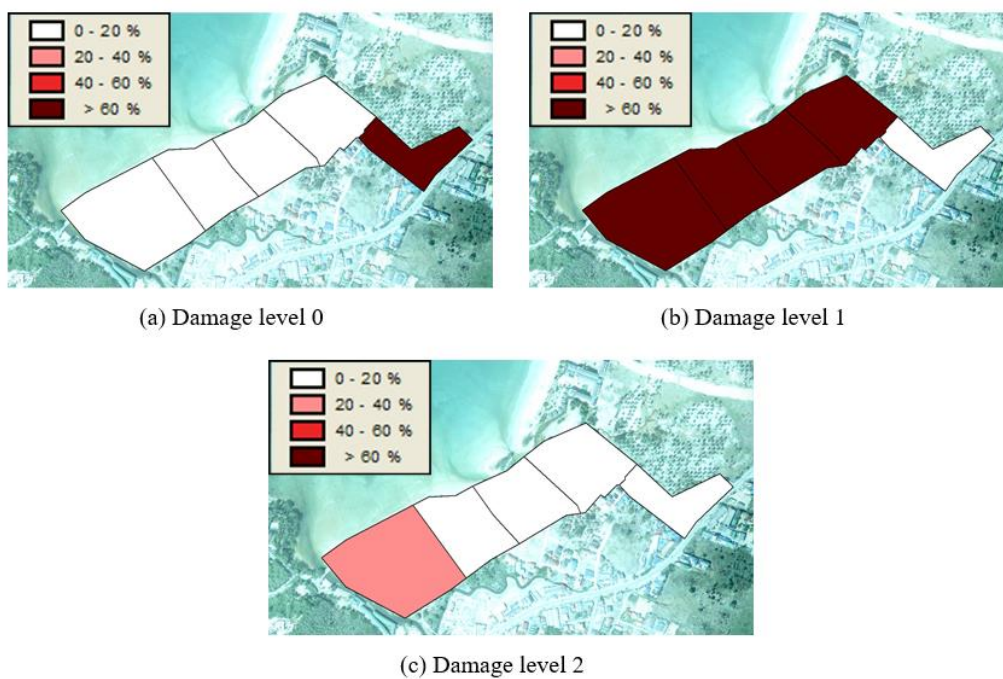 0 - 20 %
20 - 40 %
40 - 60 %
> 60 %
0 - 20 %
20 - 40 %
40 - 60 %
> 60 %
(a) Damage level 0
(b) Damage level 1
0 - 20 %
20 - 40 %
40 - 60 %
> 60 %
(c) Damage level 2